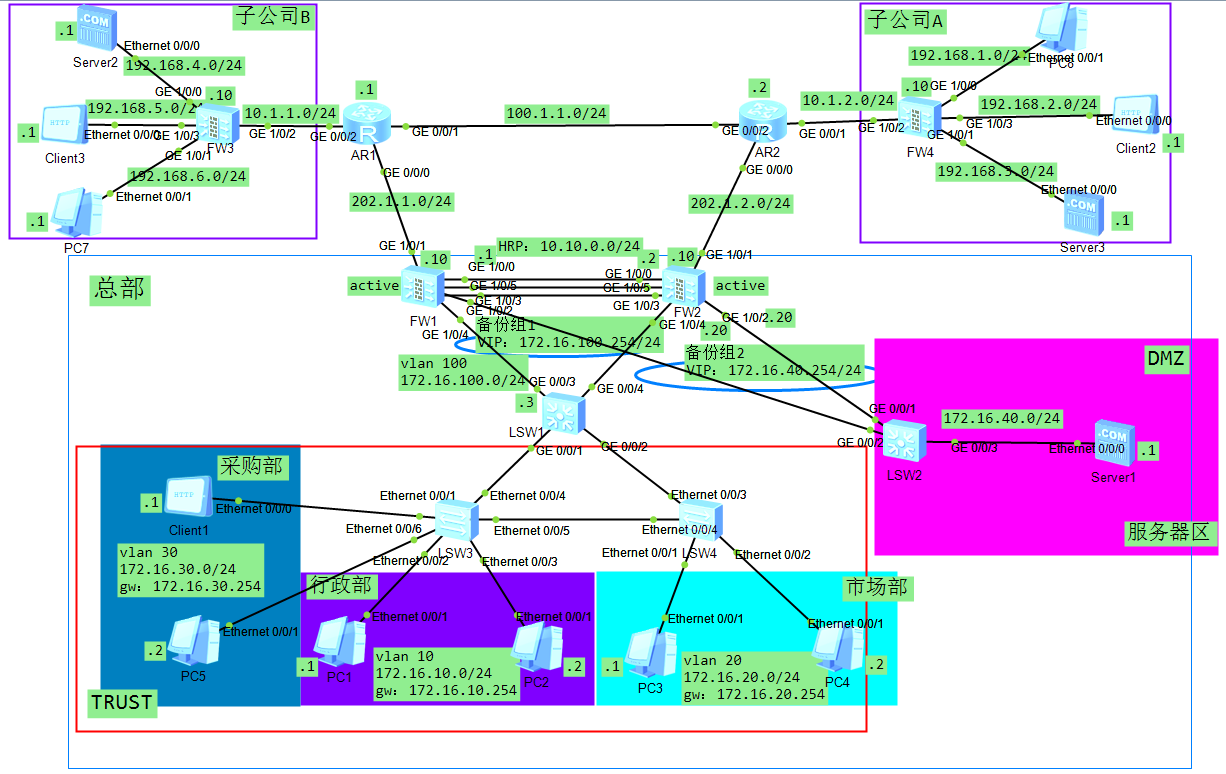 子公司B
.1
Server2
Ethernet 0/0/0
192.168.4.0/24
GE 1/0/0
.10
192.168.5.0/24
.1
Ethernet 0/0/0
GE 1/0/3
Client3
FW3
GE 1/0/2
GE 1/0/1
192.168.6.0/24
Ethernet 0/0/1
.1
PC7
10.1.1.0/24
.1
GE 0/0/2
AR1
GE 0/0/1
GE 0/0/0
100.1.1.0/24
.2
GE 0/0/2
AR2
GE 0/0/1
GE 0/0/0
10.1.2.0/24
子公司A
192.168.1.0/24
Ethernet 0/0/1
.10
GE 1/0/0
GE 1/0/2
FW4
GE 1/0/1
GE 1/0/3
192.168.2.0/24
Ethernet 0/0/0
Client2
.1
192.168.3.0/24
Ethernet 0/0/0
.1
Server3
202.1.1.0/24
202.1.2.0/24
总部
GE 1/0/1
.10
active
FW1
.1
HRP: 10.10.0.0/24
.2
GE 1/0/0
GE 1/0/0
GE 1/0/5
GE 1/0/5
GE 1/0/3
GE 1/0/3
GE 1/0/2
GE 1/0/4
.10
GE 1/0/1
active
FW2
GE 1/0/4
GE 1/0/2
.20
.20
备份组1
VIP: 172.16.100.254/24
备份组2
VIP: 172.16.40.254/24
vlan 100
172.16.100.0/24
GE 0/0/3
GE 0/0/4
.3
LSW1
GE 0/0/1
GE 0/0/2
DMZ
GE 0/0/1
GE 0/0/2
LSW2
172.16.40.0/24
GE 0/0/3
Ethernet 0/0/0
.1
Server1
服务器区
采购部
.1
Client1
Ethernet 0/0/0
vlan 30
172.16.30.0/24
gw: 172.16.30.254
.2
PC5
Ethernet 0/0/1
TRUST
Ethernet 0/0/1
Ethernet 0/0/4
Ethernet 0/0/6
Ethernet 0/0/5
LSW3
Ethernet 0/0/2
Ethernet 0/0/3
Ethernet 0/0/3
Ethernet 0/0/4
Ethernet 0/0/1
LSW4
Ethernet 0/0/2
行政部
Ethernet 0/0/1
Ethernet 0/0/1
.1
PC1
vlan 10
172.16.10.0/24
gw: 172.16.10.254
PC2
.2
市场部
Ethernet 0/0/1
Ethernet 0/0/1
.1
PC3
vlan 20
172.16.20.0/24
gw: 172.16.20.254
PC4
.2